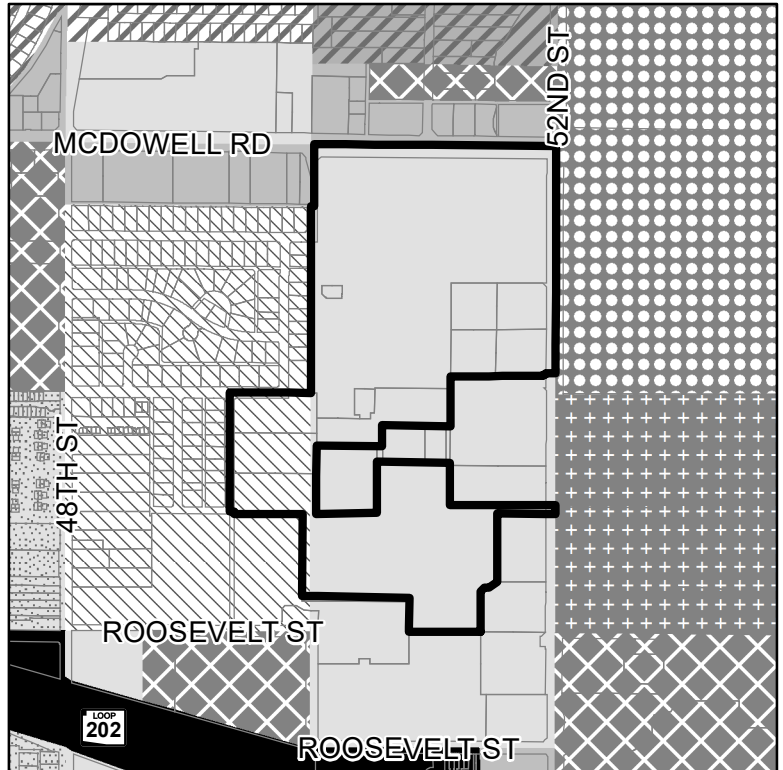 52ND ST
MCDOWELL RD
48TH ST
ROOSEVELT ST
LOOP
202
ROOSEVELT ST